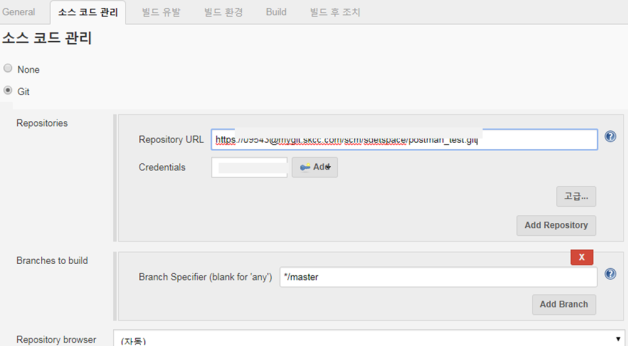 General 소스 코드 관리 빌드 유발 빌드 환경 Build 빌드 후 조치
소스 코드 관리
None
Git
Repositories
Repository URL https://09543@mygit.skcc.com/scm/sdetspace/postman_test.git
Credentials Add
고급...
Add Repository
Branches to build
X
Branch Specifier (blank for 'any') */master
Add Branch
Repository browser (자동)